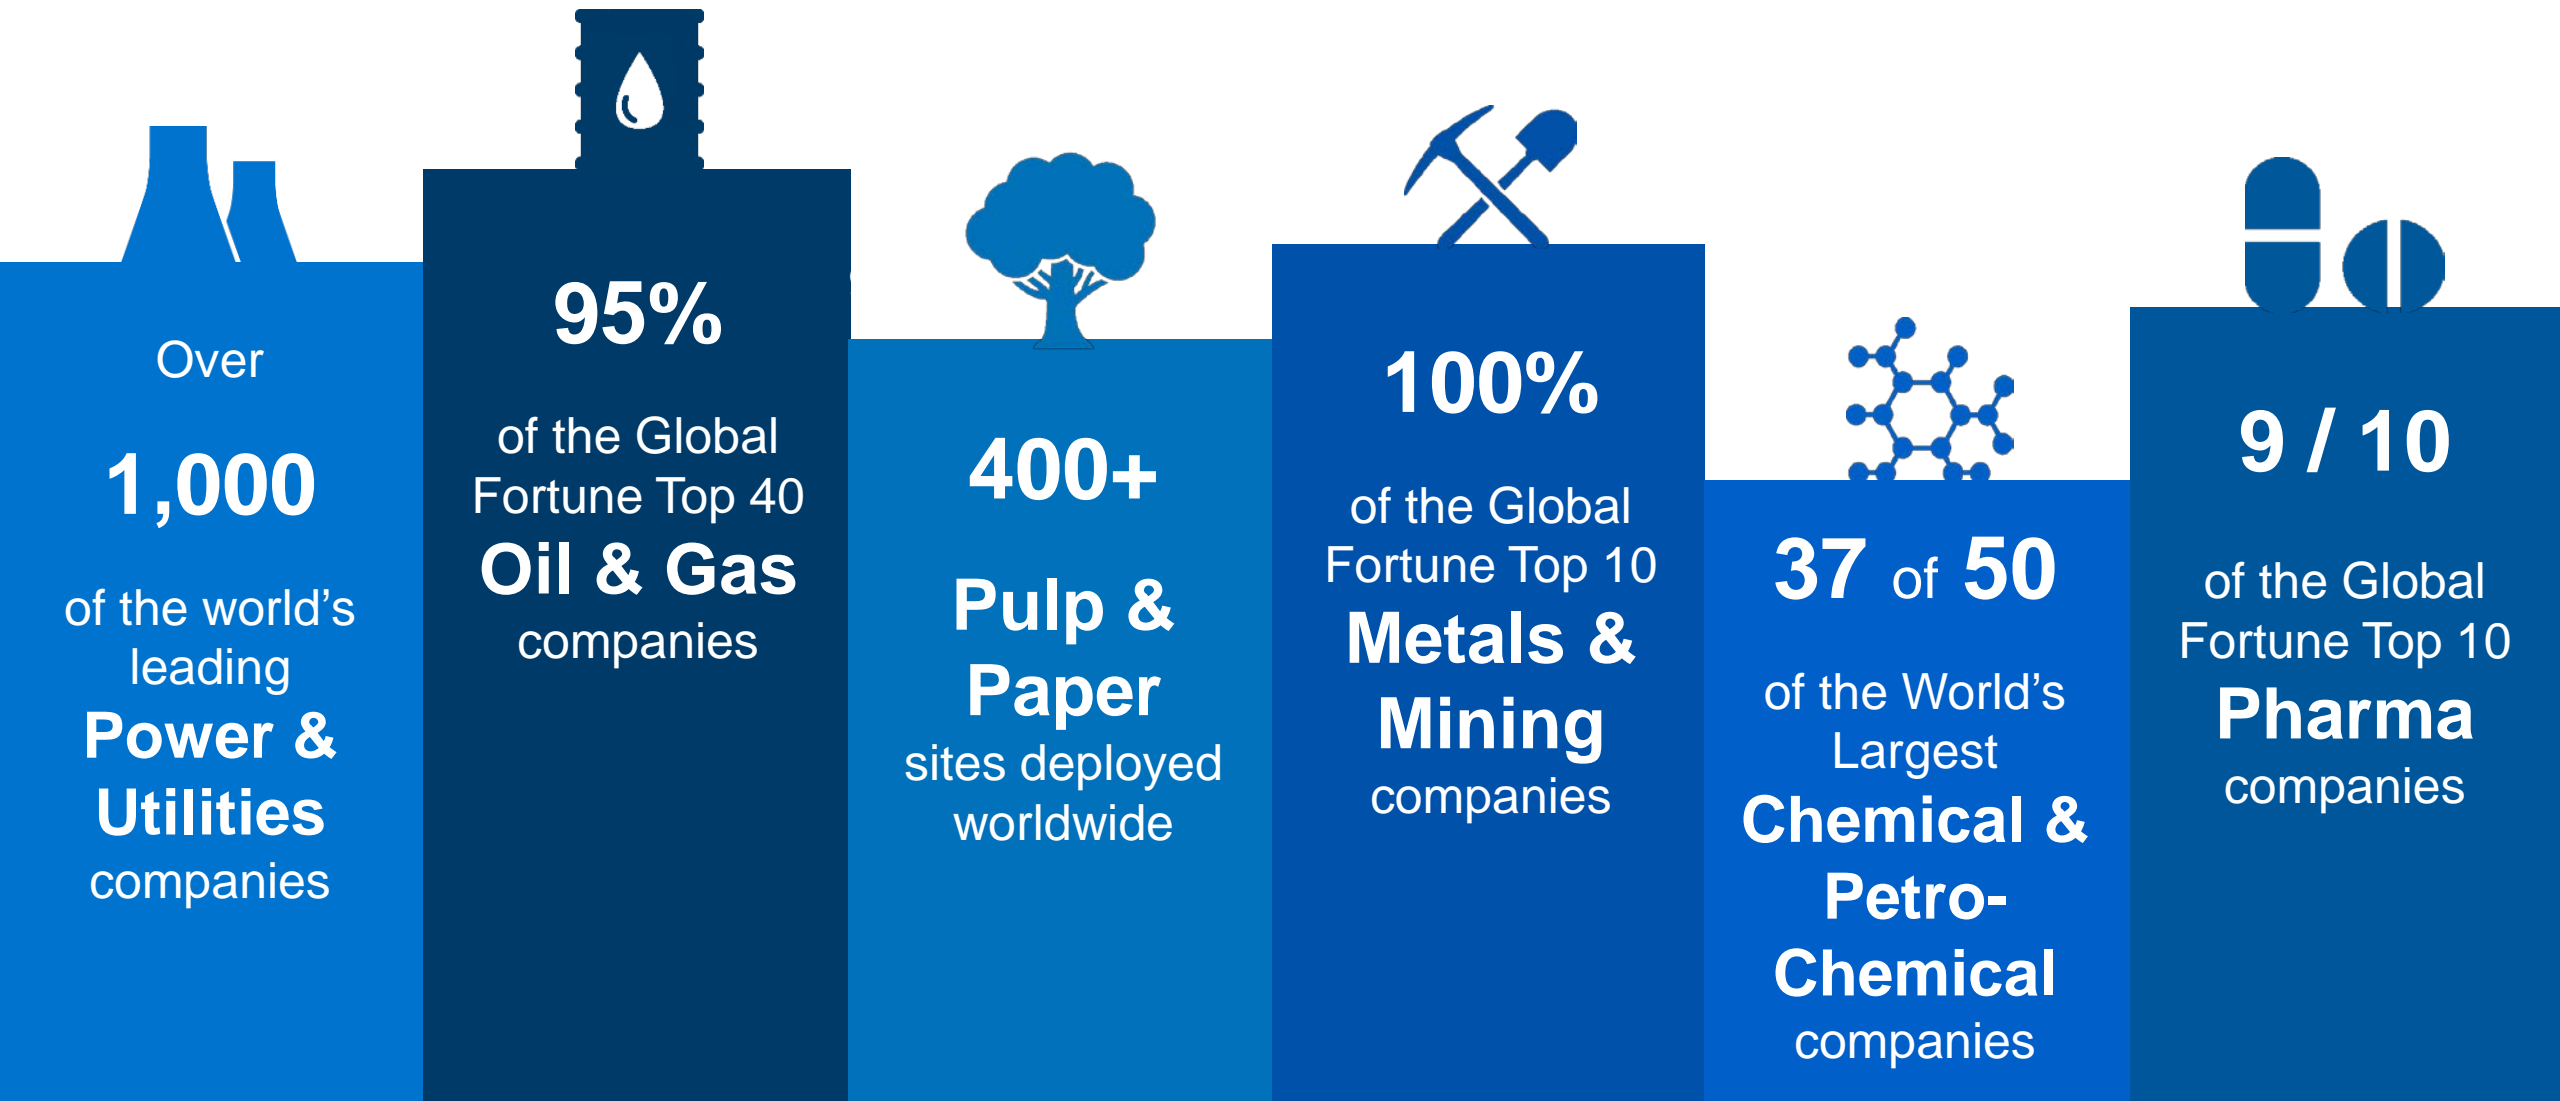 Over
1,000
of the world’s
leading
Power &
Utilities
companies
95%
of the Global
Fortune Top 40
Oil & Gas
companies
400+
Pulp &
Paper
sites deployed
worldwide
100%
of the Global
Fortune Top 10
Metals &
Mining
companies
37 of 50
of the World’s
Largest
Chemical &
Petro-
Chemical
companies
9 / 10
of the Global
Fortune Top 10
Pharma
companies